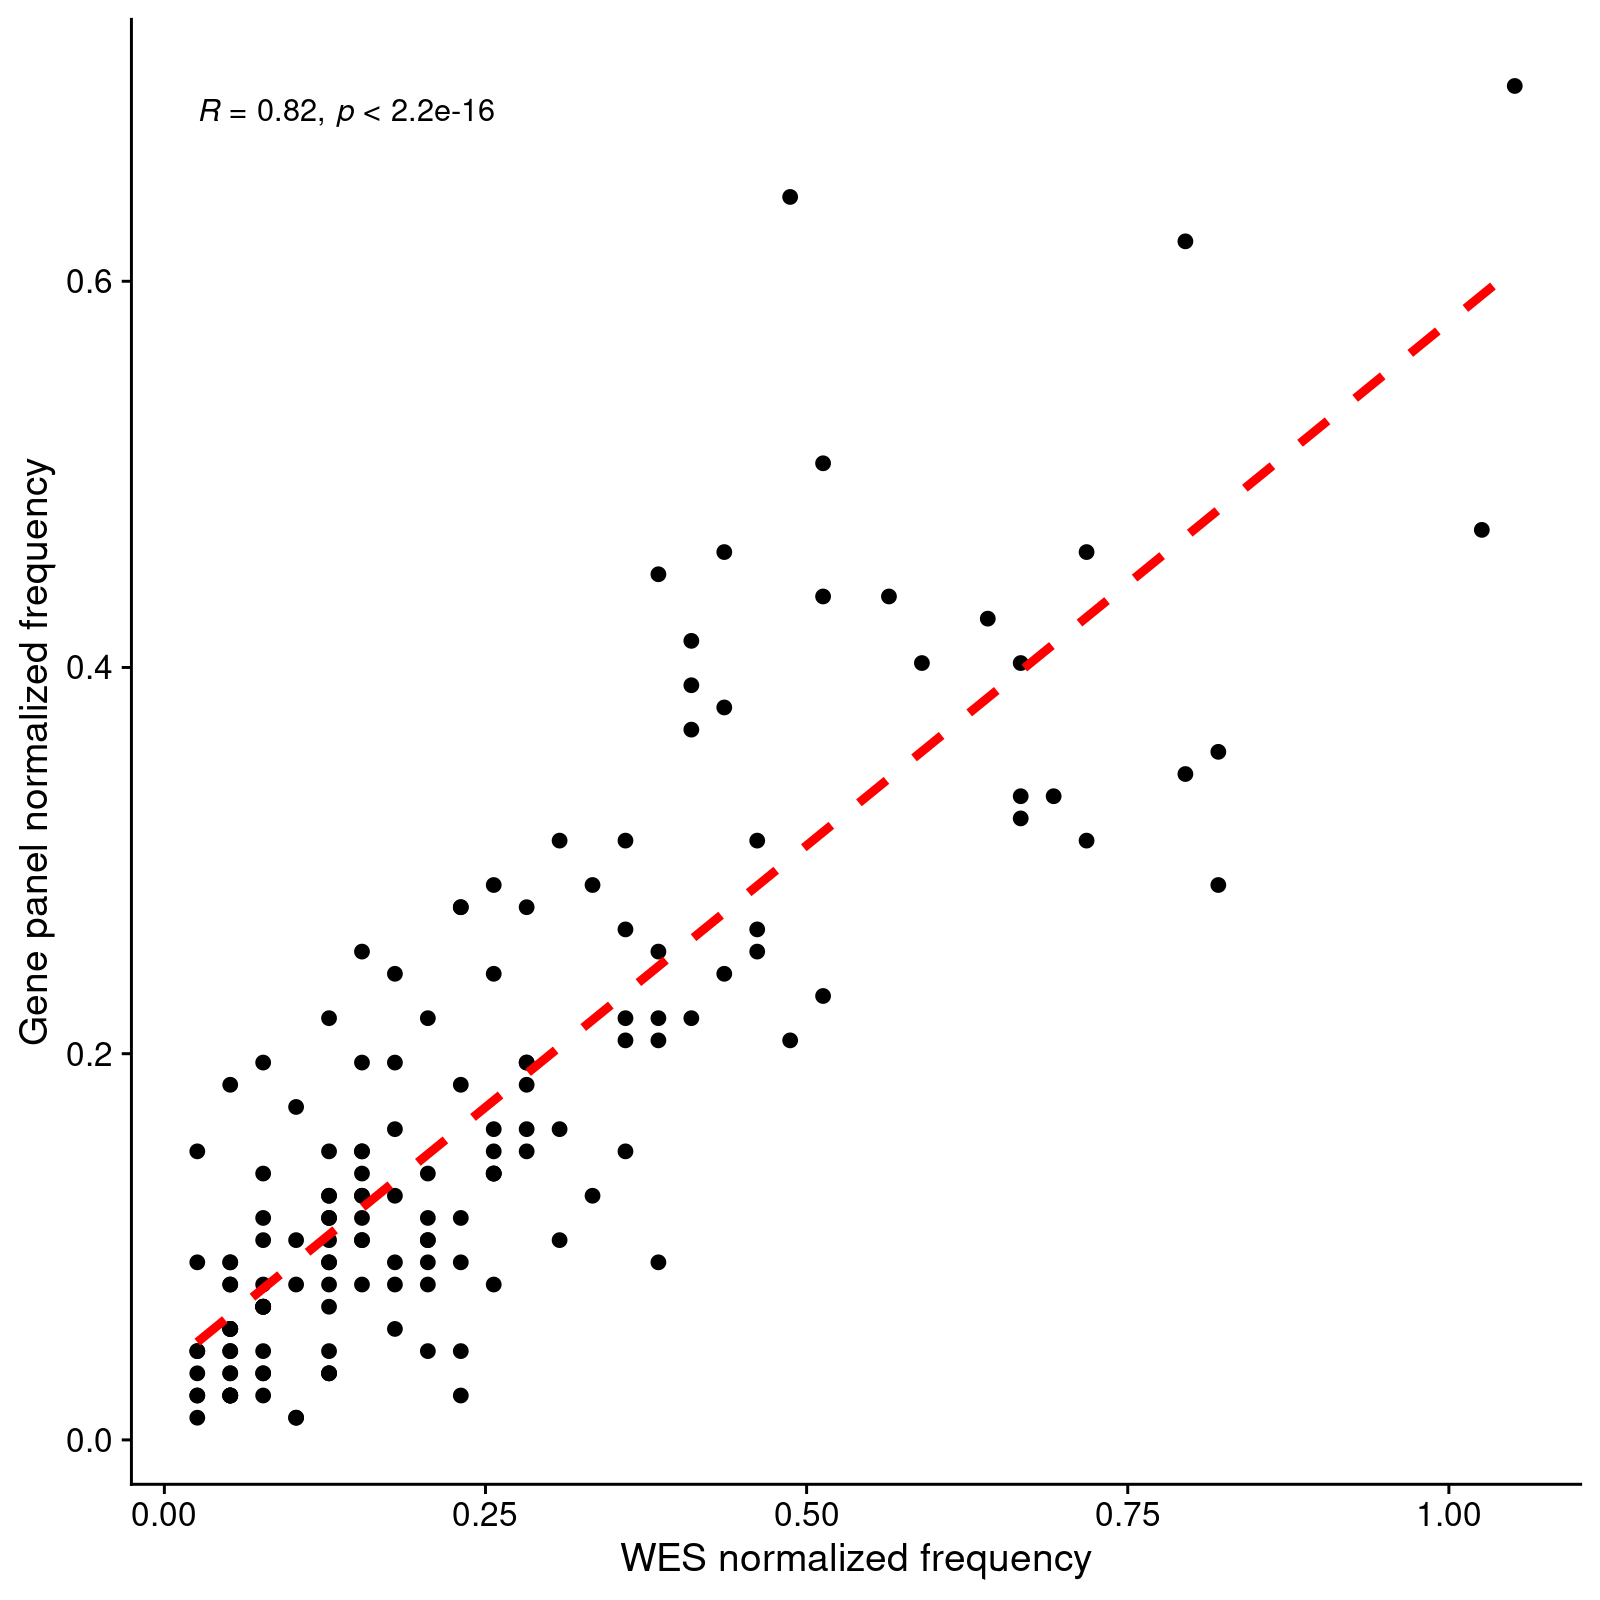 R = 0.82, p < 2.2e-16
0.6
0.4
0.2
0.0
Gene panel normalized frequency
0.00 0.25 0.50 0.75 1.00
WES normalized frequency